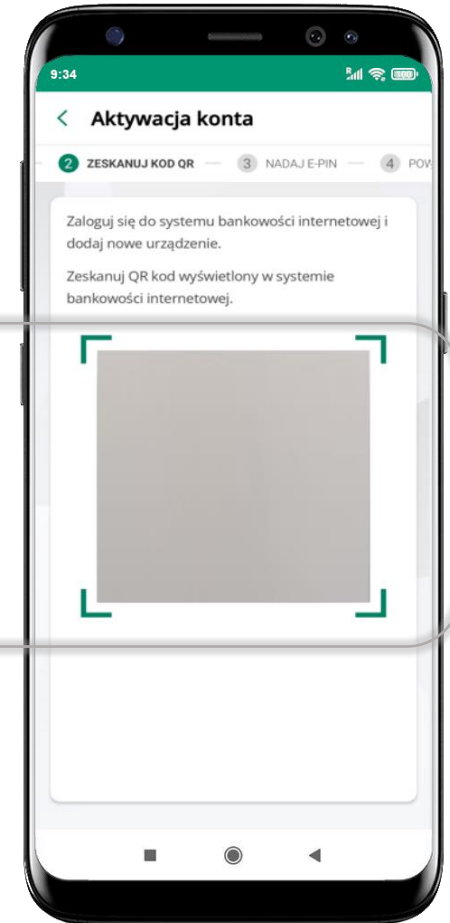 9:34
R
100
Aktywacja konta
2 ZESKANUJ KOD QR 3 NADAJ E-PIN 4 POW
Zaloguj się do systemu bankowości internetowej i
dodaj nowe urządzenie.
Zeskanuj QR kod wyświetlony w systemie
bankowości internetowej.